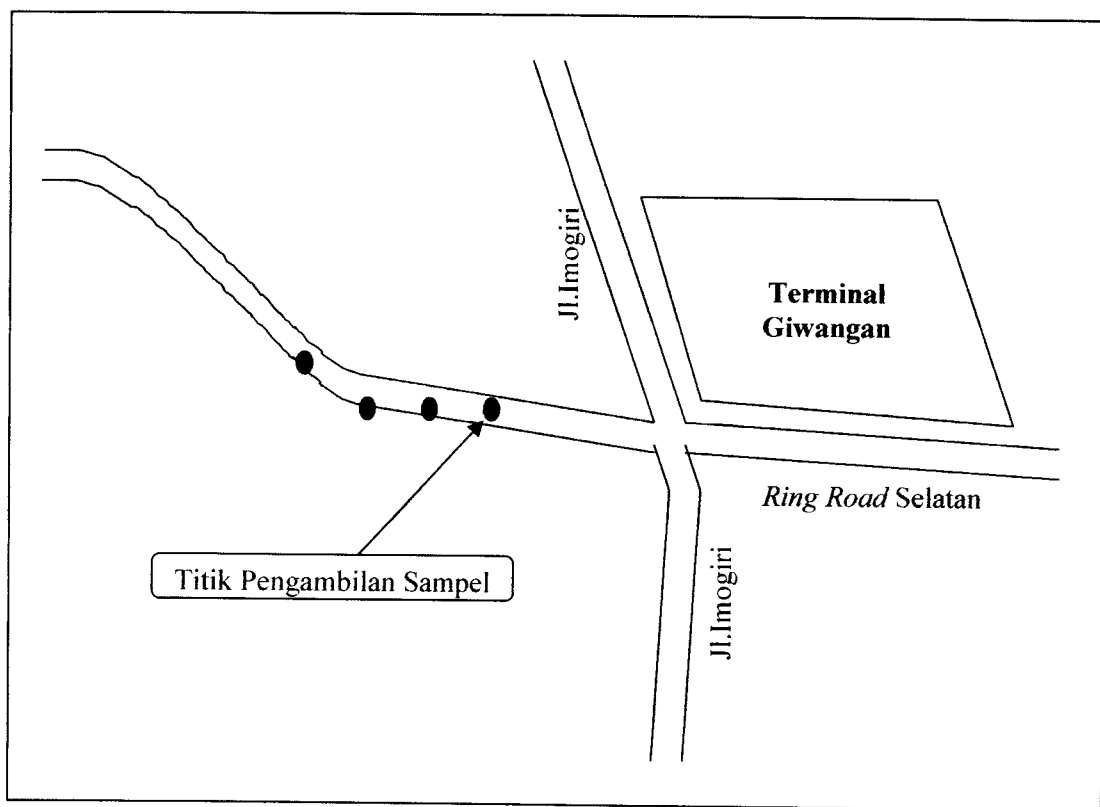 Jl.Imogiri
Terminal
Giwangan
Ring Road Selatan
Titik Pengambilan Sampel
Jl.Imogiri